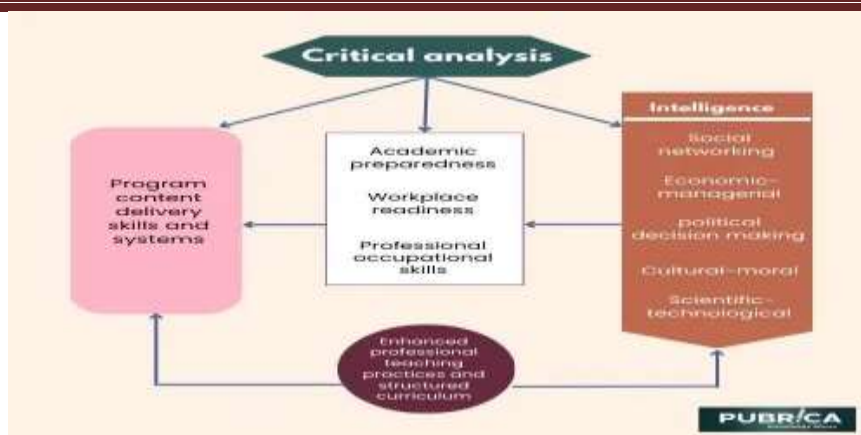 Critical analysis
Program
content
delivery
skills and
systems
Academic
preparedness
Workplace
readiness
Professional
occupational
skills
Intelligence
Social
networking
Economic-
managerial
political
decision making
Cultural-moral
Scientific-
technological
Enhanced
professional
teaching
practices and
structured
curriculum
PUBRICA